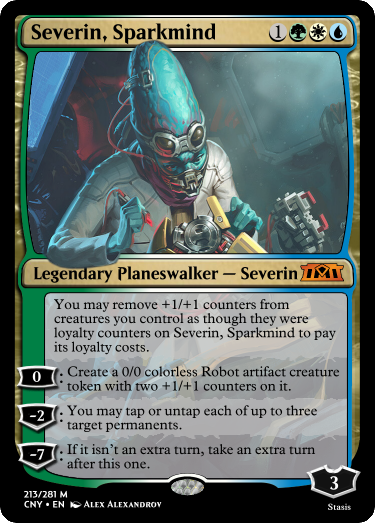 Severin, Sparkmind 1
Legendary Planeswalker — Severin
You may remove +1/+1 counters from
creatures you control as though they were
loyalty counters on Severin, Sparkmind to pay
its loyalty costs.
0 : Create a 0/0 colorless Robot artifact creature
token with two +1/+1 counters on it.
-2 : You may tap or untap each of up to three
target permanents.
-7 : If it isn't an extra turn, take an extra turn
after this one.
3
213/281 M
CNY • EN Alex Alexandrov
Stasis